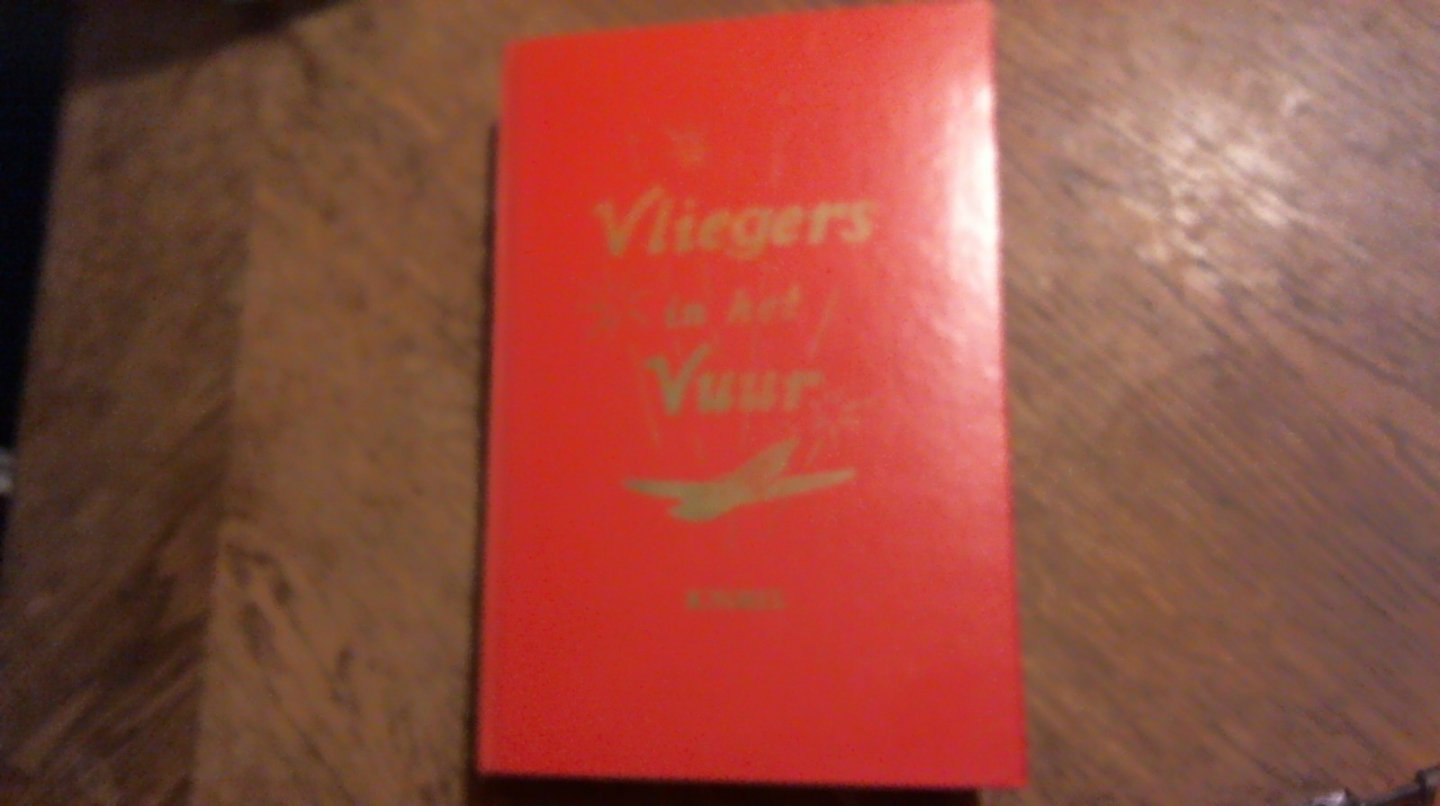 Vliegers
in het
Vuur